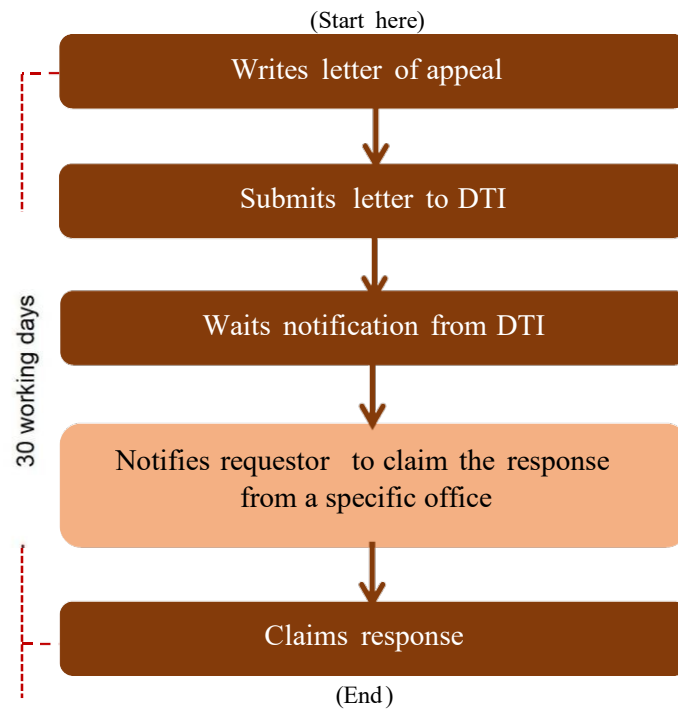 (Start here)
Writes letter of appeal
Submits letter to DTI
Waits notification from DTI
30 working days
Notifies requestor to claim the response
from a specific office
Claims response
(End)